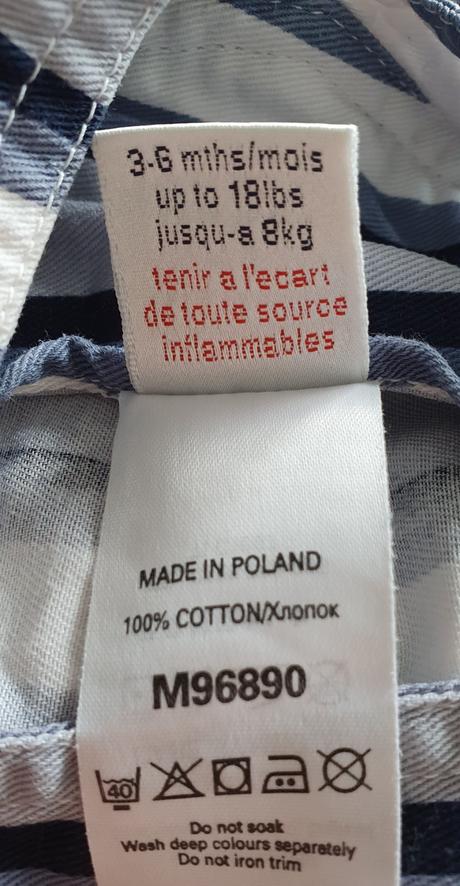 3-6 mths/mois
up to 18lbs
jusqu-a 8kg
tenir a l'ecart
de toute source
inflammables
MADE IN POLAND
100% COTTON/Хлопок
M96890
40
Do not soak
Wash deep colours separately
Do not iron trim